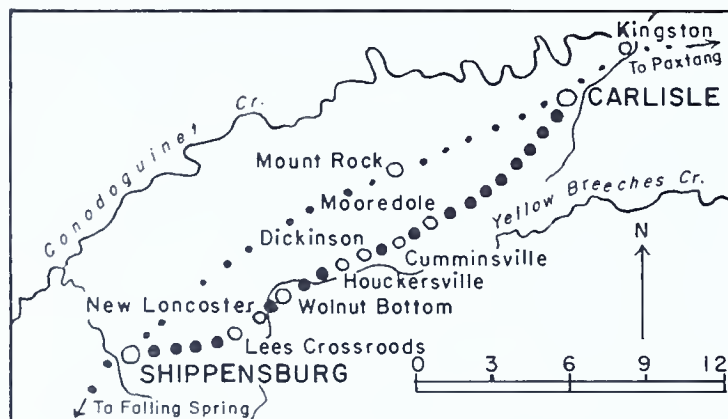 Kingston
To Paxtang
CARLISLE
Conodoguinet Cr.
Mount Rock
Mooredole
Yellow Breeches Cr.
Dickinson
Cumminsville
N
Houckersville
New Loncoster
Wolnut Bottom
Lees Crossroods
SHIPPENSBURG
0 3 6 9 12
To Folling Spring